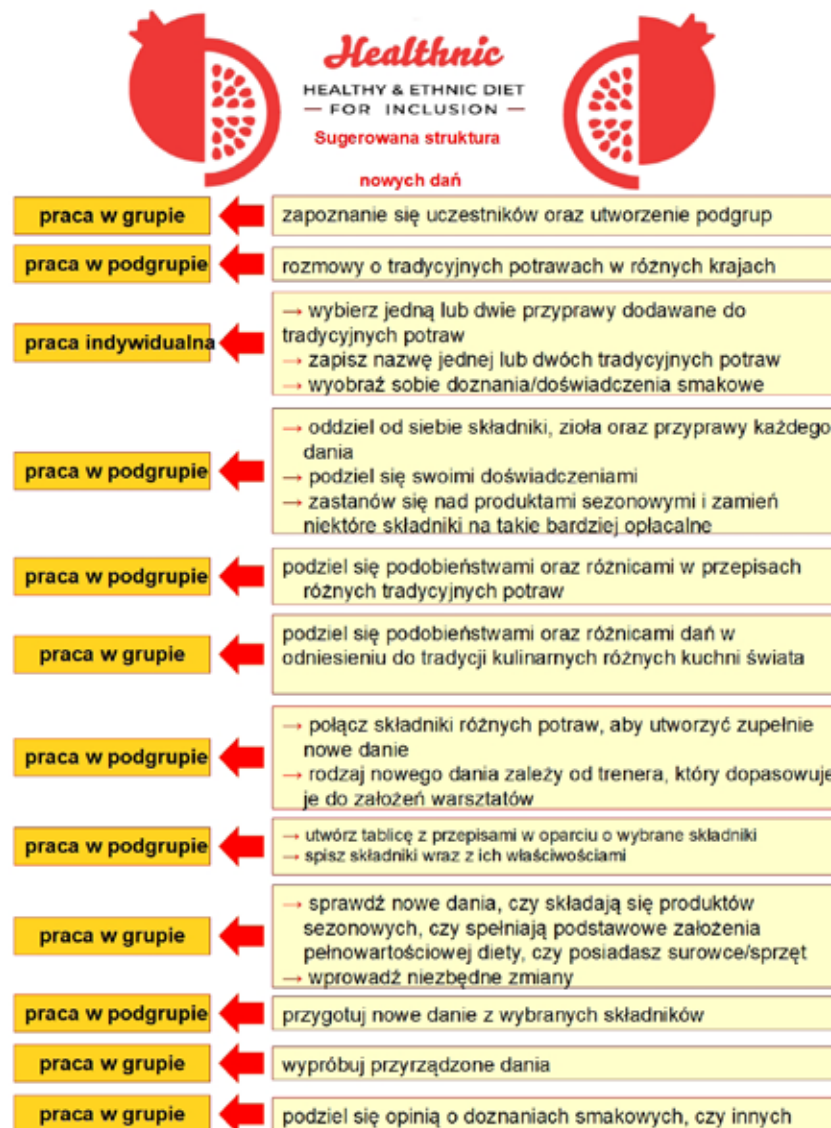 Healthnic
HEALTHY & ETHNIC DIET
— FOR INCLUSION —
Sugerowana struktura
nowych dań
praca w grupie
zapoznanie się uczestników oraz utworzenie podgrup
praca w podgrupie
rozmowy o tradycyjnych potrawach w różnych krajach
praca indywidualna
→ wybierz jedną lub dwie przyprawy dodawane do
tradycyjnych potraw
→ zapisz nazwę jednej lub dwóch tradycyjnych potraw
→ wyobraź sobie doznania/doświadczenia smakowe
praca w podgrupie
→ oddziel od siebie składniki, zioła oraz przyprawy każdego
dania
→ podziel się swoimi doświadczeniami
→ zastanów się nad produktami sezonowymi i zamień
niektóre składniki na takie bardziej opłacalne
praca w podgrupie
podziel się podobieństwami oraz różnicami w przepisach
różnych tradycyjnych potraw
praca w grupie
podziel się podobieństwami oraz różnicami dań w
odniesieniu do tradycji kulinarnych różnych kuchni świata
praca w podgrupie
→ połącz składniki różnych potraw, aby utworzyć zupełnie
nowe danie
→ rodzaj nowego dania zależy od trenera, który dopasowuje
je do założeń warsztatów
praca w podgrupie
→ utwórz tablicę z przepisami w oparciu o wybrane składniki
→ spisz składniki wraz z ich właściwościami
praca w grupie
→ sprawdź nowe dania, czy składają się produktów
sezonowych, czy spełniają podstawowe założenia
pełnowartościowej diety, czy posiadasz surowce/sprzęt
→ wprowadź niezbędne zmiany
praca w podgrupie
przygotuj nowe danie z wybranych składników
praca w grupie
wypróbuj przyrządzone dania
praca w grupie
podziel się opinią o doznaniach smakowych, czy innych